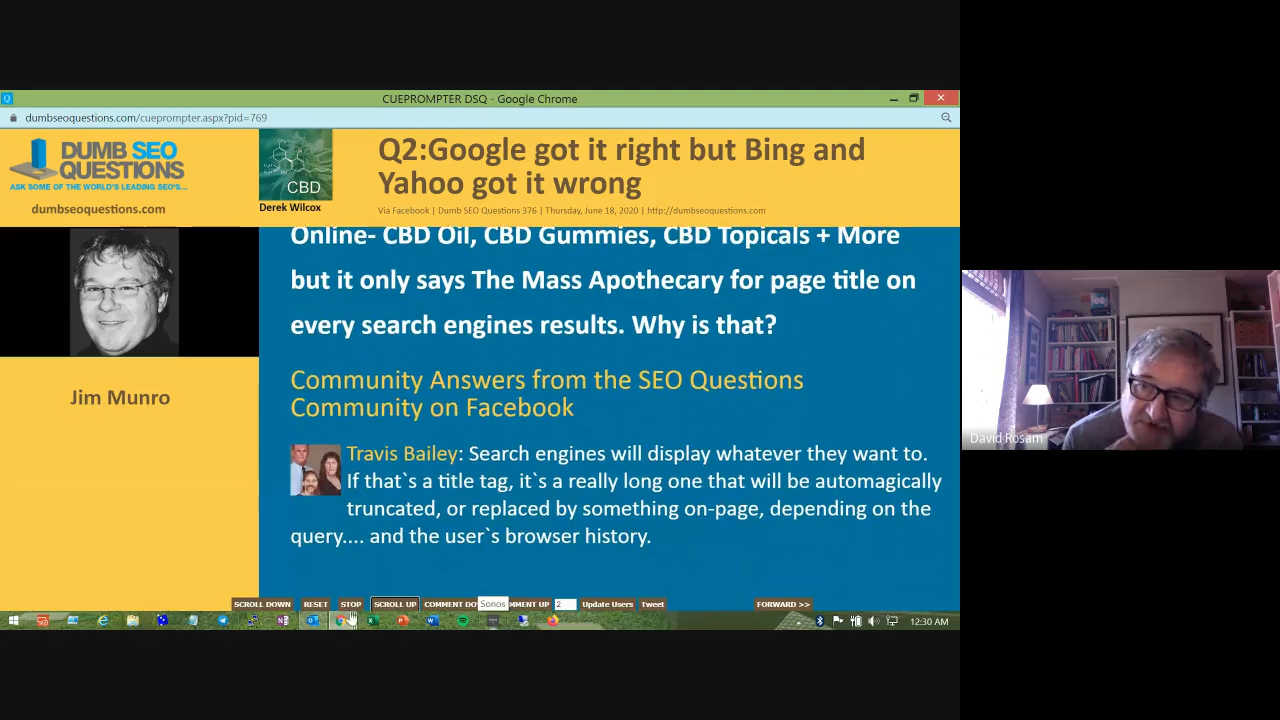 CUEPROMPTER DSQ - Google Chrome
dumbseoquestions.com/cueprompter.aspx?pid=769
DUMB SEO
QUESTIONS
ASK SOME OF THE WORLD'S LEADING SEO'S...
dumbseoquestions.com
CBD
Derek Wilcox
Q2:Google got it right but Bing and
Yahoo got it wrong
Via Facebook | Dumb SEO Questions 376 | Thursday, June 18, 2020 | http://dumbseoquestions.com
Jim Munro
Online- CBD Oil, CBD Gummies, CBD Topicals + More
but it only says The Mass Apothecary for page title on
every search engines results. Why is that?
Community Answers from the SEO Questions
Community on Facebook
Travis Bailey: Search engines will display whatever they want to.
If that`s a title tag, it`s a really long one that will be automagically
truncated, or replaced by something on-page, depending on the
query.... and the user`s browser history.
SCROLL DOWN RESET STOP SCROLL UP COMMENT DO Sonos MMENT UP 2 Update Users Tweet FORWARD >>
12:30 AM
David Rosam